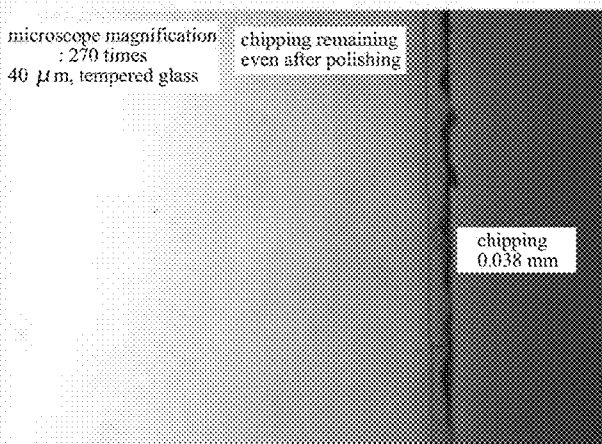 microscope magnification
: 270 times
40 μm, tempered glass
chipping remaining
even after polishing
chipping
0.038 mm